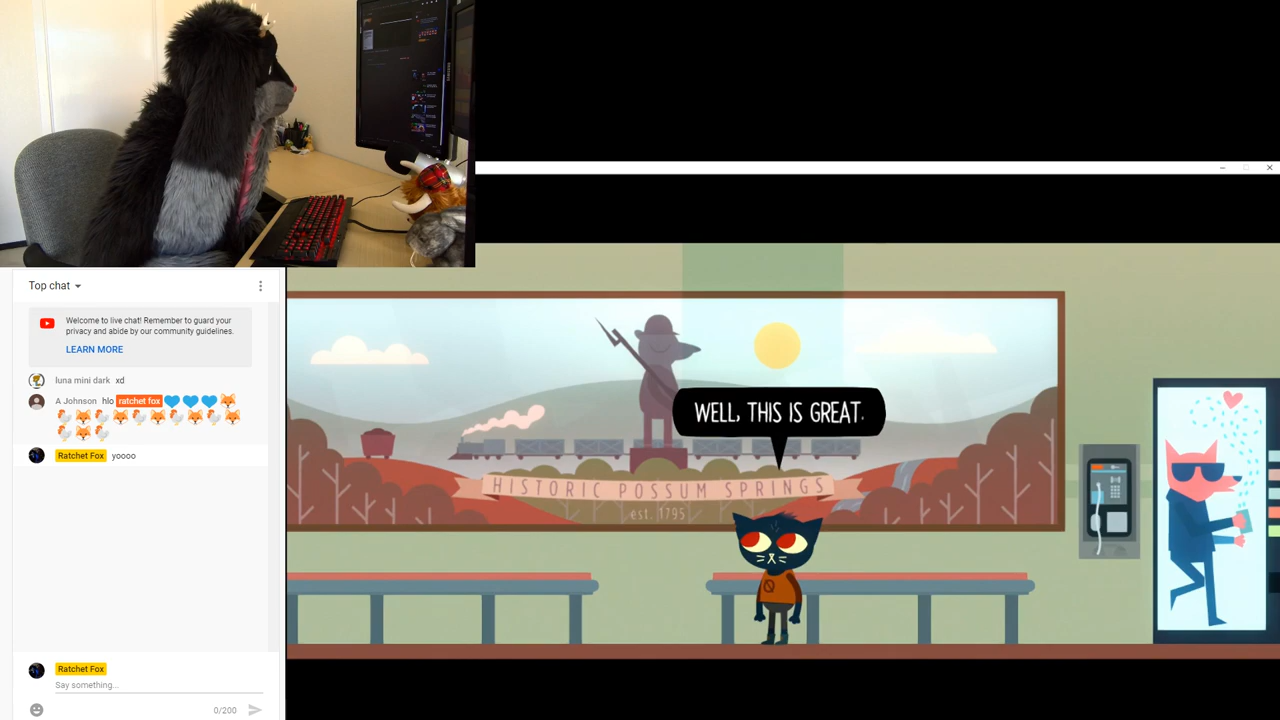 Top chat
Welcome to live chat! Remember to guard your
privacy and abide by our community guidelines.
LEARN MORE
luna mini dark xd
A Johnson hlo ratchet fox
Ratchet Fox yoooo
Ratchet Fox
Say something...
0/200
WELL, THIS IS GREAT.
HISTORIC POSSUM SPRINGS
est. 1795